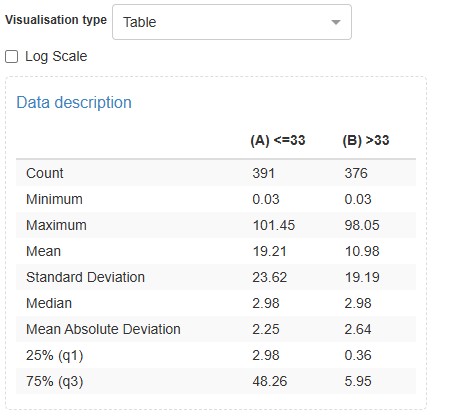 Visualisation type Table
Log Scale
Data description
(A) <=33 (B) >33
Count 391 376
Minimum 0.03 0.03
Maximum 101.45 98.05
Mean 19.21 10.98
Standard Deviation 23.62 19.19
Median 2.98 2.98
Mean Absolute Deviation 2.25 2.64
25% (q1) 2.98 0.36
75% (q3) 48.26 5.95